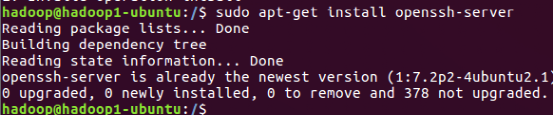 hadoop@hadoop1-ubuntu:/$ sudo apt-get install openssh-server
Reading package lists... Done
Building dependency tree
Reading state information... Done
openssh-server is already the newest version (1:7.2p2-4ubuntu2.1)
0 upgraded, 0 newly installed, 0 to remove and 378 not upgraded.
hadoop@hadoop1-ubuntu:/$